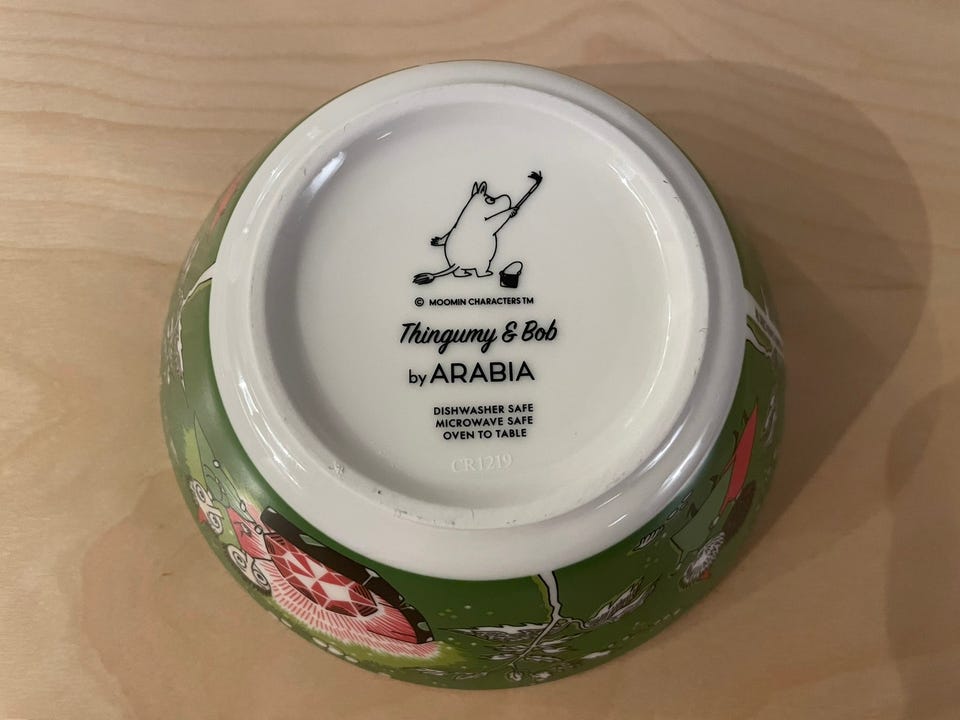 © MOOMIN CHARACTERS TM
Thingumy & Bob
by ARABIA
DISHWASHER SAFE
MICROWAVE SAFE
OVEN TO TABLE
CR1219